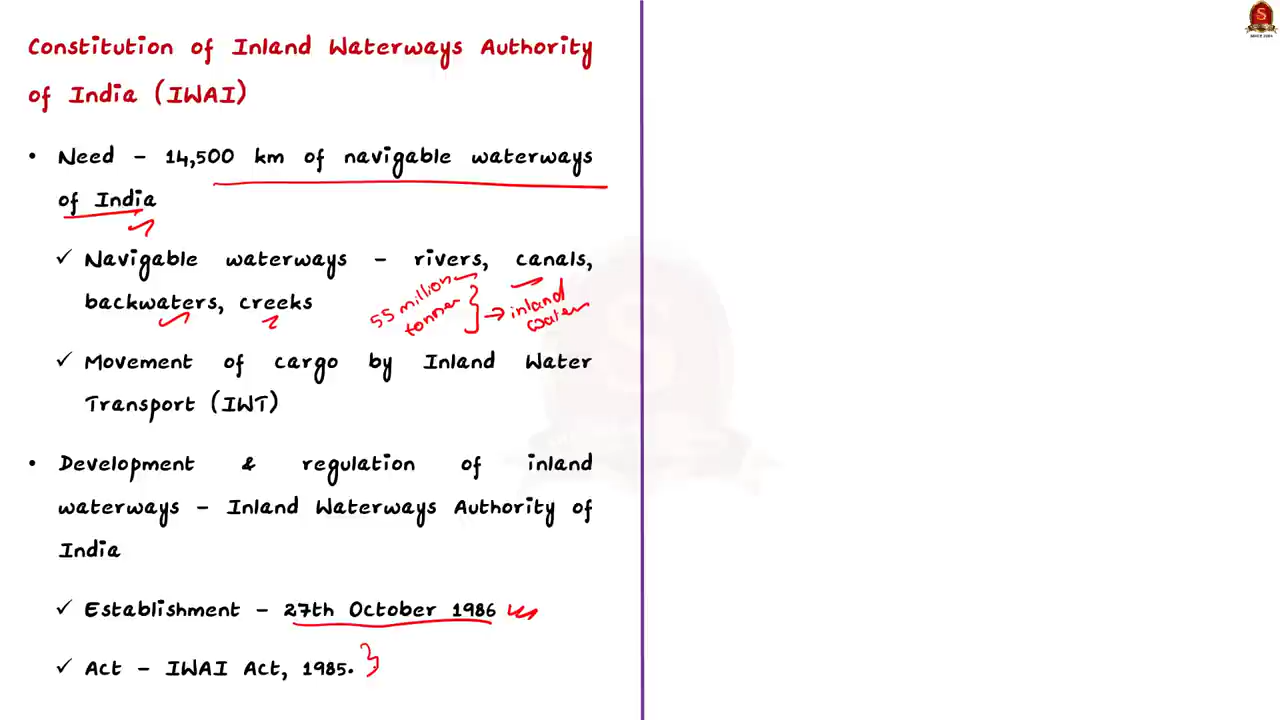 Constitution of Inland Waterways Authority
of India (IWAI)
• Need - 14,500 km of navigable waterways
of India
✓ Navigable waterways - rivers, canals,
backwaters, creeks
55 million
tonnes
→ inland
water
✓ Movement of cargo by Inland Water
Transport (IWT)
• Development & regulation of inland
waterways - Inland Waterways Authority of
India
✓ Establishment - 27th October 1986
✓ Act - IWAI Act, 1985.